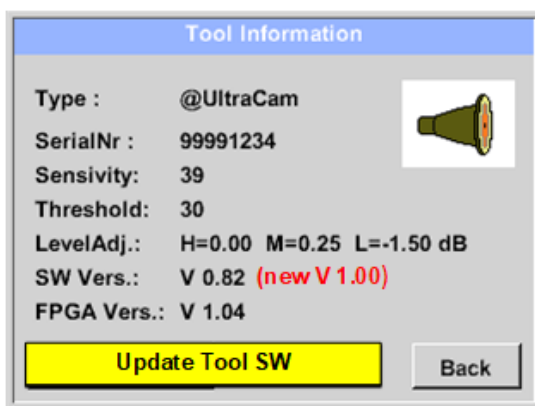 Tool Information
Type : @UltraCam
SerialNr : 99991234
Sensivity: 39
Threshold: 30
LevelAdj.: H=0.00 M=0.25 L=-1.50 dB
SW Vers.: V 0.82 (new V 1.00)
FPGA Vers.: V 1.04
Update Tool SW
Back